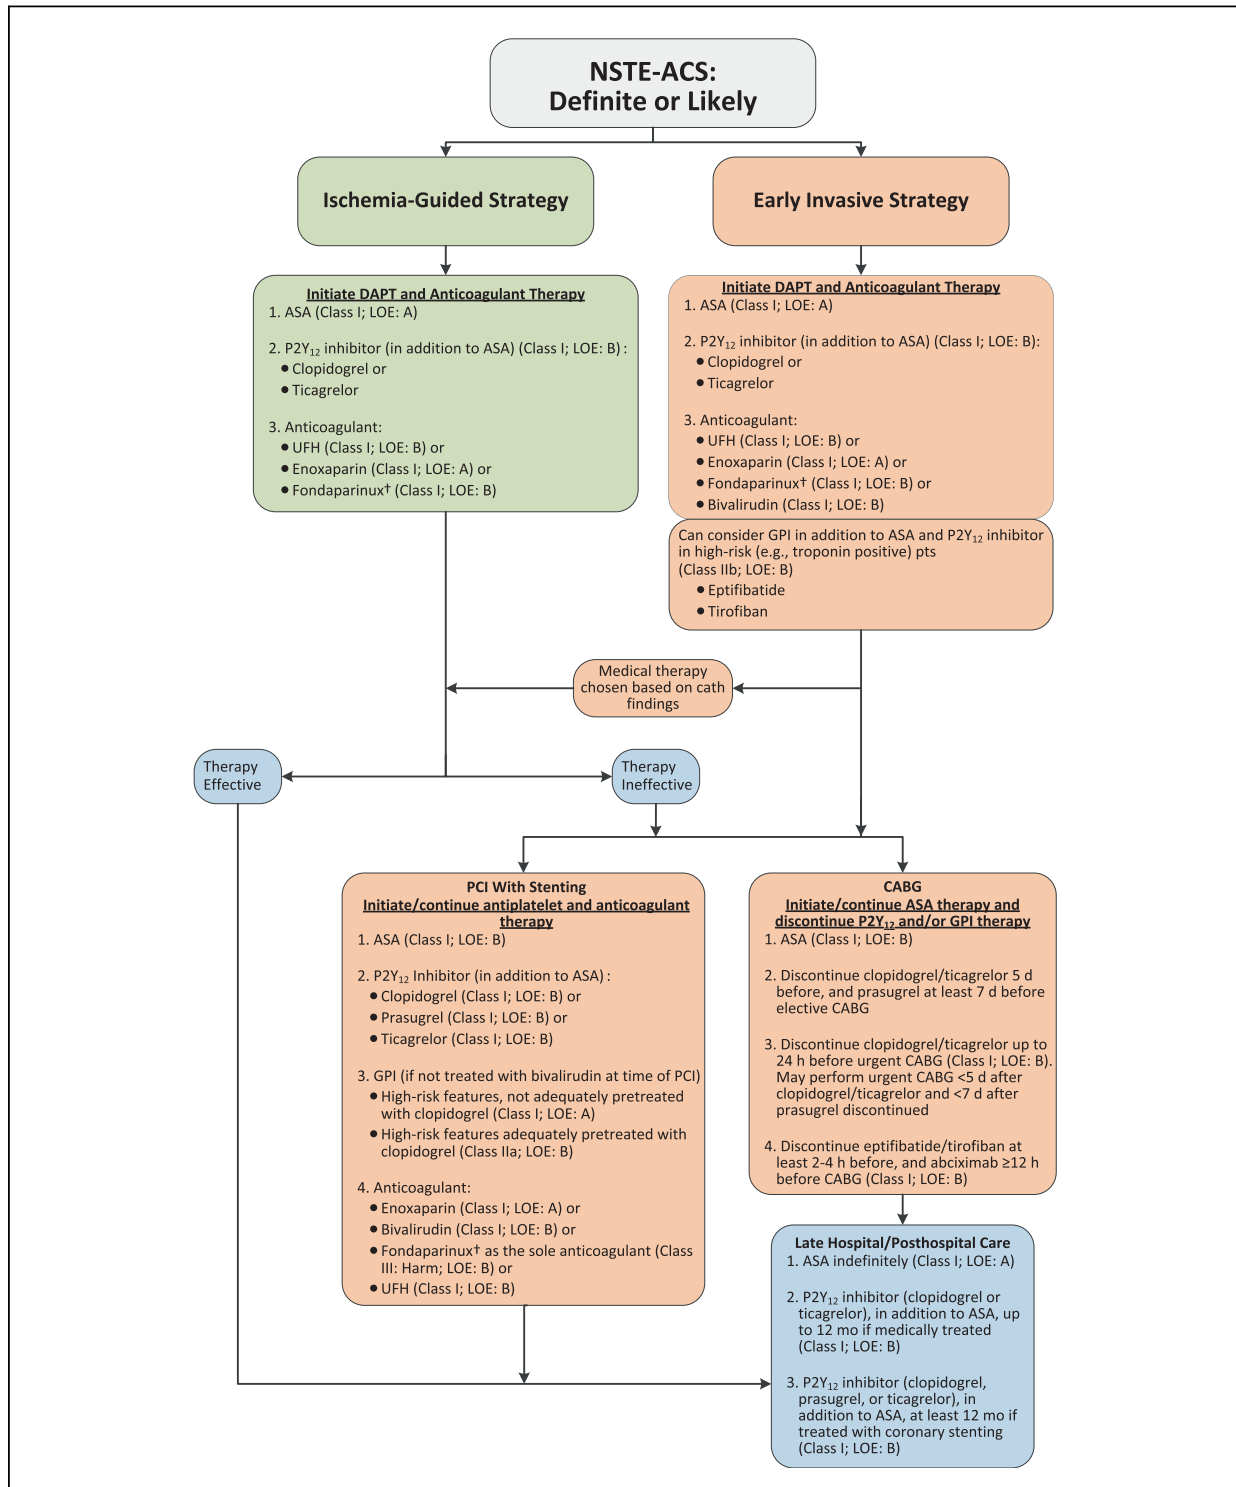 NSTE-ACS:
Definite or Likely
Ischemia-Guided Strategy
Early Invasive Strategy
Initiate DAPT and Anticoagulant Therapy
1. ASA (Class I; LOE: A)
2. P2Y₁₂ inhibitor (in addition to ASA) (Class I; LOE: B) :
● Clopidogrel or
● Ticagrelor
3. Anticoagulant:
● UFH (Class I; LOE: B) or
● Enoxaparin (Class I; LOE: A) or
● Fondaparinux† (Class I; LOE: B)
Initiate DAPT and Anticoagulant Therapy
1. ASA (Class I; LOE: A)
2. P2Y₁₂ inhibitor (in addition to ASA) (Class I; LOE: B):
● Clopidogrel or
● Ticagrelor
3. Anticoagulant:
● UFH (Class I; LOE: B) or
● Enoxaparin (Class I; LOE: A) or
● Fondaparinux† (Class I; LOE: B) or
● Bivalirudin (Class I; LOE: B)
Can consider GPI in addition to ASA and P2Y₁₂ inhibitor
in high-risk (e.g., troponin positive) pts
(Class IIb; LOE: B)
● Eptifibatide
● Tirofiban
Medical therapy
chosen based on cath
findings
Therapy
Effective
Therapy
Ineffective
PCI With Stenting
Initiate/continue antiplatelet and anticoagulant
therapy
1. ASA (Class I; LOE: B)
2. P2Y₁₂ Inhibitor (in addition to ASA) :
● Clopidogrel (Class I; LOE: B) or
● Prasugrel (Class I; LOE: B) or
● Ticagrelor (Class I; LOE: B)
3. GPI (if not treated with bivalirudin at time of PCI)
● High-risk features, not adequately pretreated
with clopidogrel (Class I; LOE: A)
● High-risk features adequately pretreated with
clopidogrel (Class IIa; LOE: B)
4. Anticoagulant:
● Enoxaparin (Class I; LOE: A) or
● Bivalirudin (Class I; LOE: B) or
● Fondaparinux† as the sole anticoagulant (Class
III: Harm; LOE: B) or
● UFH (Class I; LOE: B)
CABG
Initiate/continue ASA therapy and
discontinue P2Y₁₂ and/or GPI therapy
1. ASA (Class I; LOE: B)
2. Discontinue clopidogrel/ticagrelor 5 d
before, and prasugrel at least 7 d before
elective CABG
3. Discontinue clopidogrel/ticagrelor up to
24 h before urgent CABG (Class I; LOE: B).
May perform urgent CABG <5 d after
clopidogrel/ticagrelor and <7 d after
prasugrel discontinued
4. Discontinue eptifibatide/tirofiban at
least 2-4 h before, and abciximab ≥12 h
before CABG (Class I; LOE: B)
Late Hospital/Posthospital Care
1. ASA indefinitely (Class I; LOE: A)
2. P2Y₁₂ inhibitor (clopidogrel or
ticagrelor), in addition to ASA, up
to 12 mo if medically treated
(Class I; LOE: B)
3. P2Y₁₂ inhibitor (clopidogrel,
prasugrel, or ticagrelor), in
addition to ASA, at least 12 mo if
treated with coronary stenting
(Class I; LOE: B)